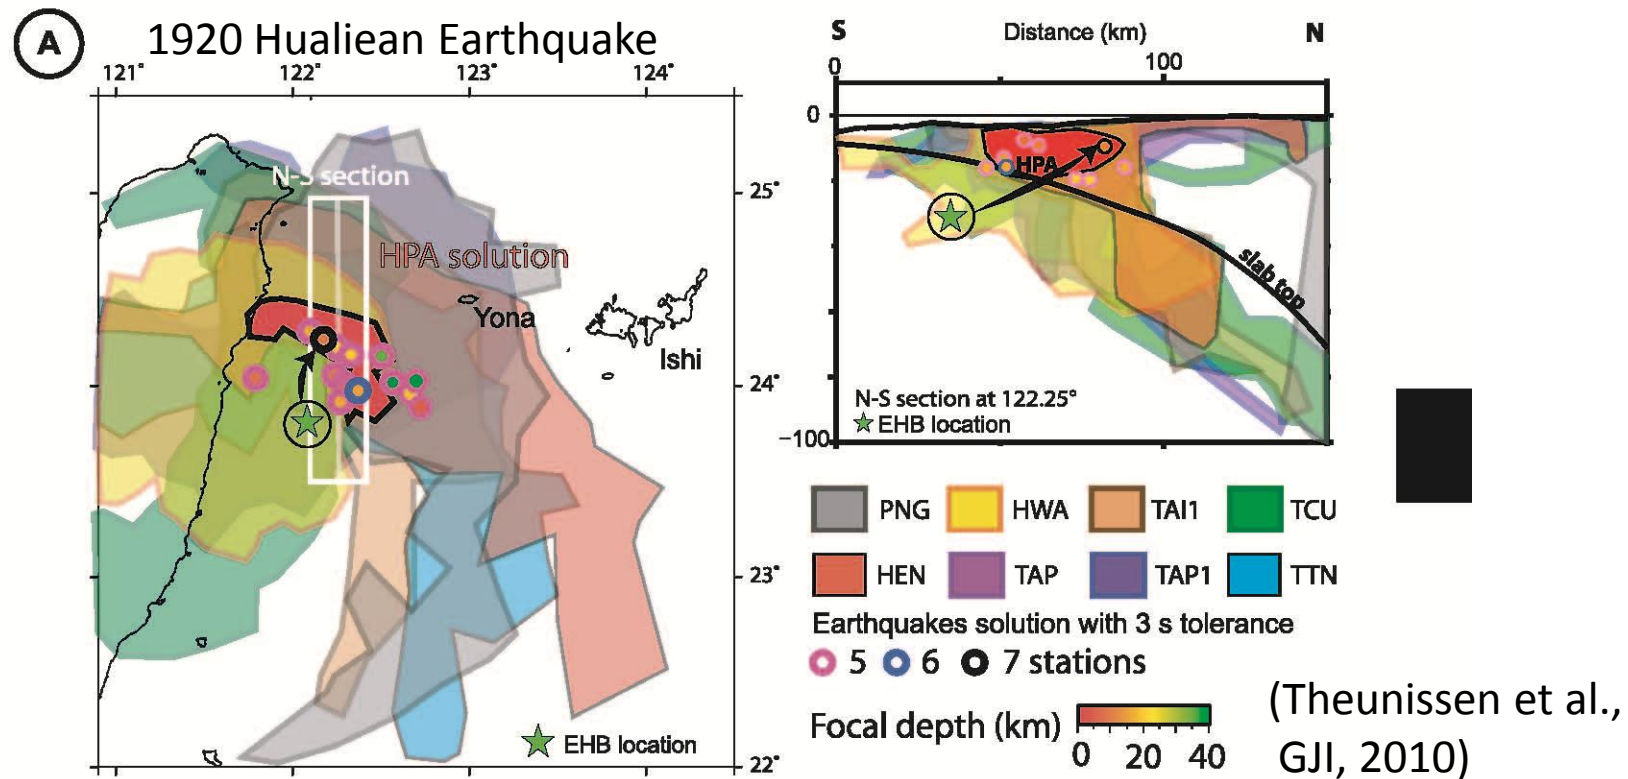 A
1920 Hualiean Earthquake
121° 122° 123° 124°
N-S section
25°
HPA solution
Yona
Ishi
24°
23°
EHB location
22°
S Distance (km) N
0 100
0
HPA
slab top
N-S section at 122.25°
EHB location
−100
PNG HWA TAI1 TCU
HEN TAP TAP1 TTN
Earthquakes solution with 3 s tolerance
5 6 7 stations
Focal depth (km)
0 20 40
(Theunissen et al.,
GJI, 2010)